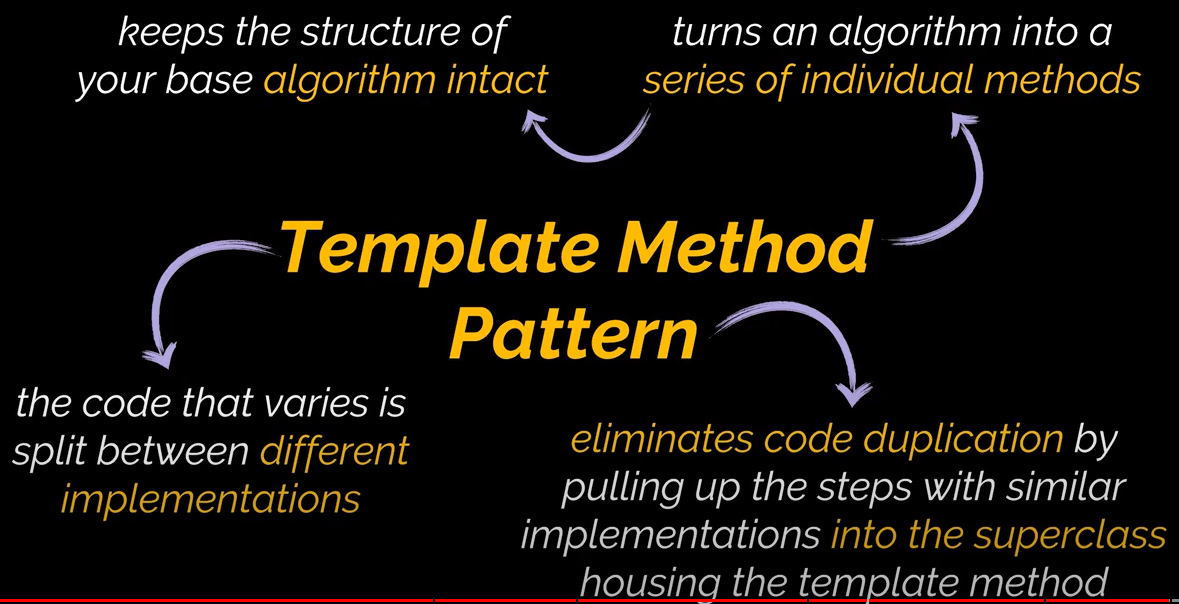 keeps the structure of
your base algorithm intact
turns an algorithm into a
series of individual methods
Template Method
Pattern
the code that varies is
split between different
implementations
eliminates code duplication by
pulling up the steps with similar
implementations into the superclass
housing the template method